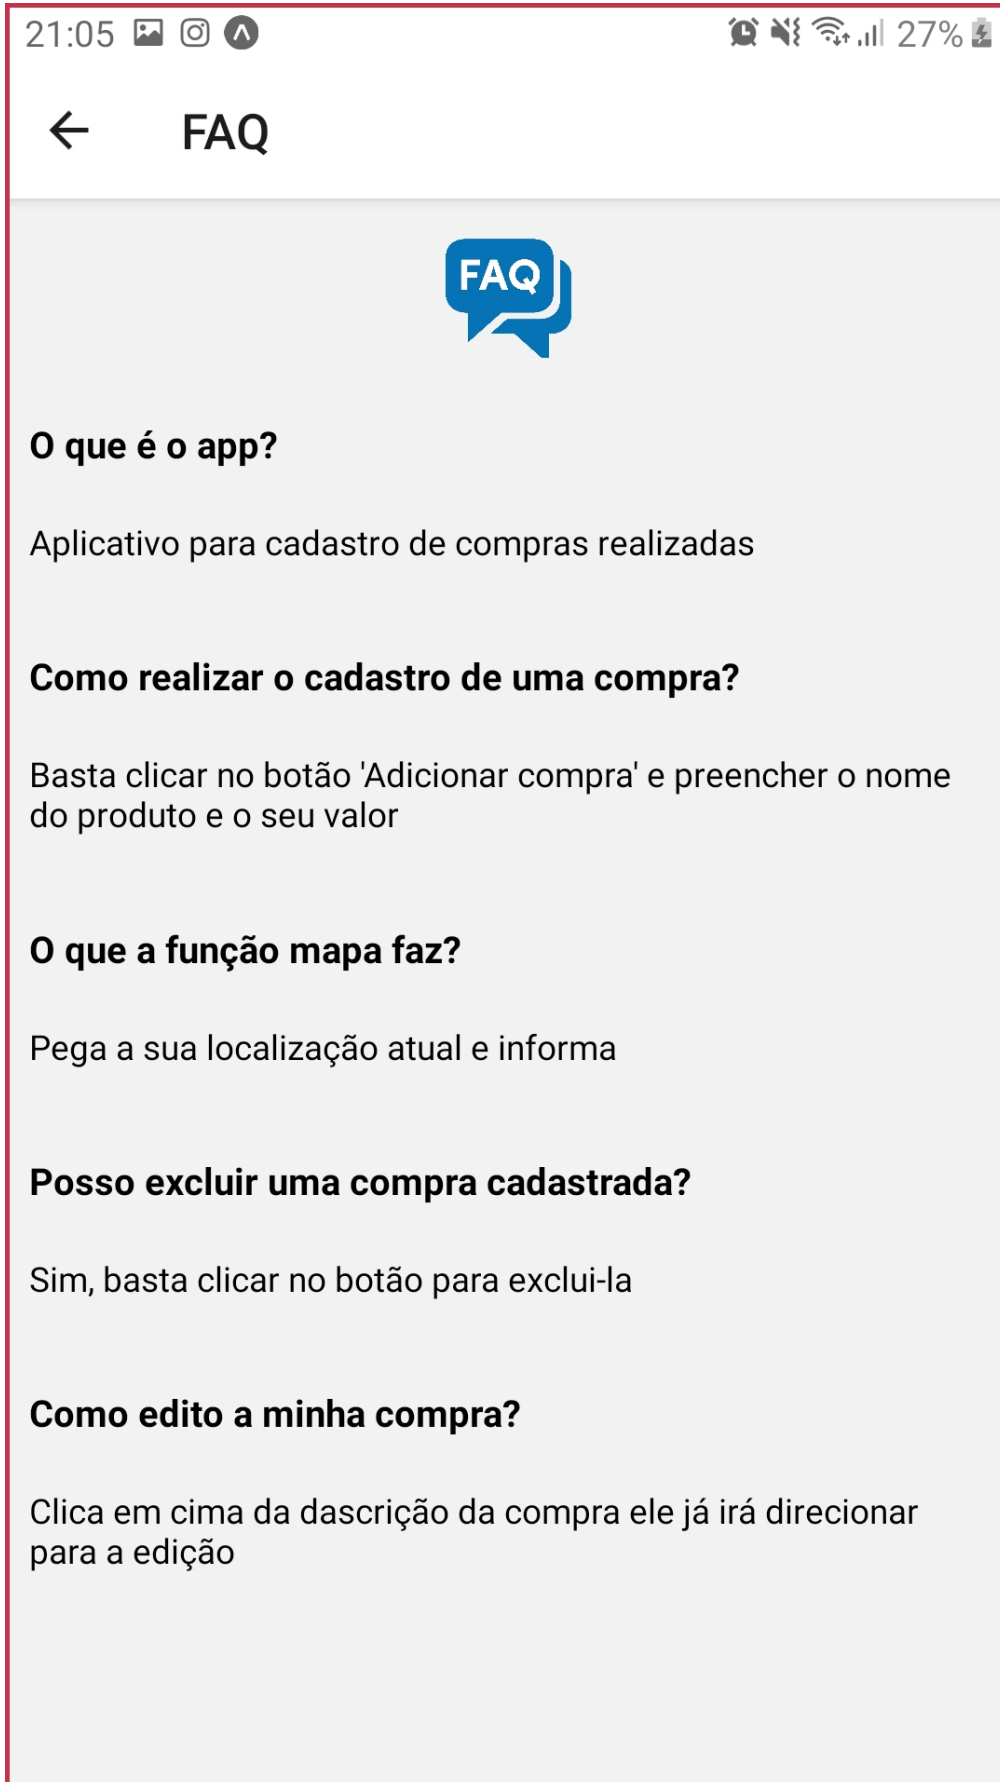 21:05 27%
FAQ
FAQ
O que é o app?
Aplicativo para cadastro de compras realizadas
Como realizar o cadastro de uma compra?
Basta clicar no botão 'Adicionar compra' e preencher o nome
do produto e o seu valor
O que a função mapa faz?
Pega a sua localização atual e informa
Posso excluir uma compra cadastrada?
Sim, basta clicar no botão para exclui-la
Como edito a minha compra?
Clica em cima da dascrição da compra ele já irá direcionar
para a edição